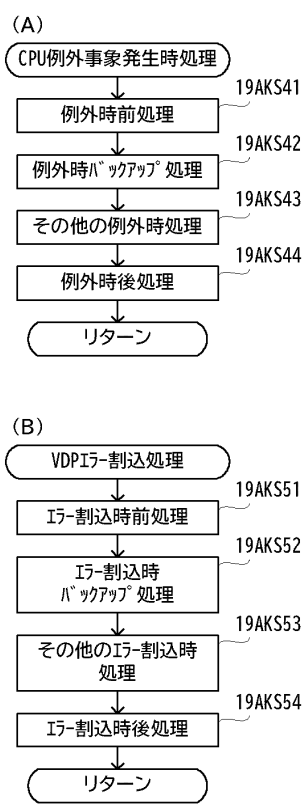 (A)
CPU例外事象発生時処理
19AKS41
例外時前処理
19AKS42
例外時ﾊﾞｯｸｱｯﾌﾟ処理
19AKS43
その他の例外時処理
19AKS44
例外時後処理
リターン
(B)
VDPｴﾗｰ割込処理
19AKS51
ｴﾗｰ割込時前処理
19AKS52
ｴﾗｰ割込時
ﾊﾞｯｸｱｯﾌﾟ処理
19AKS53
その他のｴﾗｰ割込時
処理
19AKS54
ｴﾗｰ割込時後処理
リターン